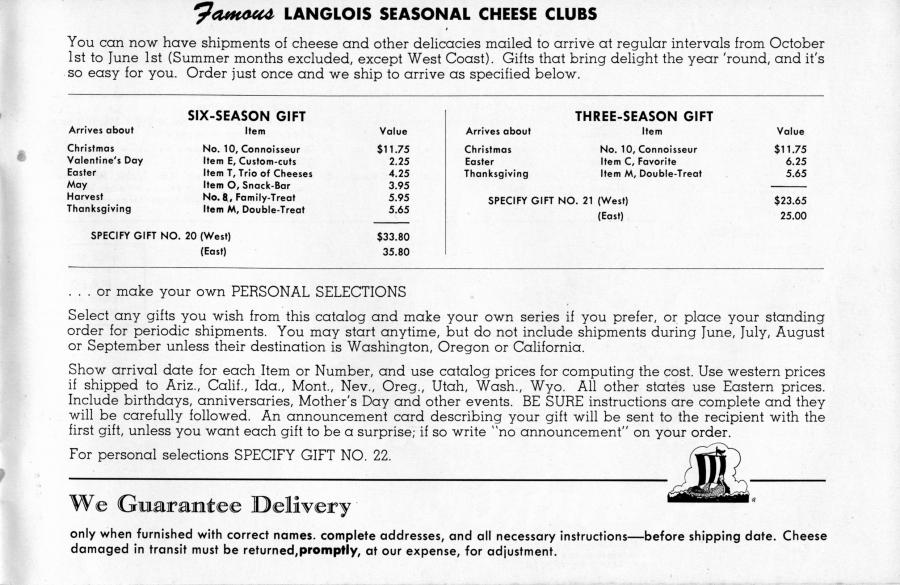 Famous LANGLOIS SEASONAL CHEESE CLUBS
You can now have shipments of cheese and other delicacies mailed to arrive at regular intervals from October
1st to June 1st (Summer months excluded, except West Coast). Gifts that bring delight the year 'round, and it's
so easy for you. Order just once and we ship to arrive as specified below.
SIX-SEASON GIFT
Arrives about Item Value
Christmas No. 10, Connoisseur $11.75
Valentine's Day Item E, Custom-cuts 2.25
Easter Item T, Trio of Cheeses 4.25
May Item O, Snack-Bar 3.95
Harvest No. 8, Family-Treat 5.95
Thanksgiving Item M, Double-Treat 5.65
SPECIFY GIFT NO. 20 (West) $33.80
(East) 35.80
THREE-SEASON GIFT
Arrives about Item Value
Christmas No. 10, Connoisseur $11.75
Easter Item C, Favorite 6.25
Thanksgiving Item M, Double-Treat 5.65
SPECIFY GIFT NO. 21 (West) $23.65
(East) 25.00
. . . or make your own PERSONAL SELECTIONS
Select any gifts you wish from this catalog and make your own series if you prefer, or place your standing
order for periodic shipments. You may start anytime, but do not include shipments during June, July, August
or September unless their destination is Washington, Oregon or California.
Show arrival date for each Item or Number, and use catalog prices for computing the cost. Use western prices
if shipped to Ariz., Calif., Ida., Mont., Nev., Oreg., Utah, Wash., Wyo. All other states use Eastern prices.
Include birthdays, anniversaries, Mother's Day and other events. BE SURE instructions are complete and they
will be carefully followed. An announcement card describing your gift will be sent to the recipient with the
first gift, unless you want each gift to be a surprise; if so write "no announcement" on your order.
For personal selections SPECIFY GIFT NO. 22.
We Guarantee Delivery
only when furnished with correct names. complete addresses, and all necessary instructions—before shipping date. Cheese
damaged in transit must be returned,promptly, at our expense, for adjustment.